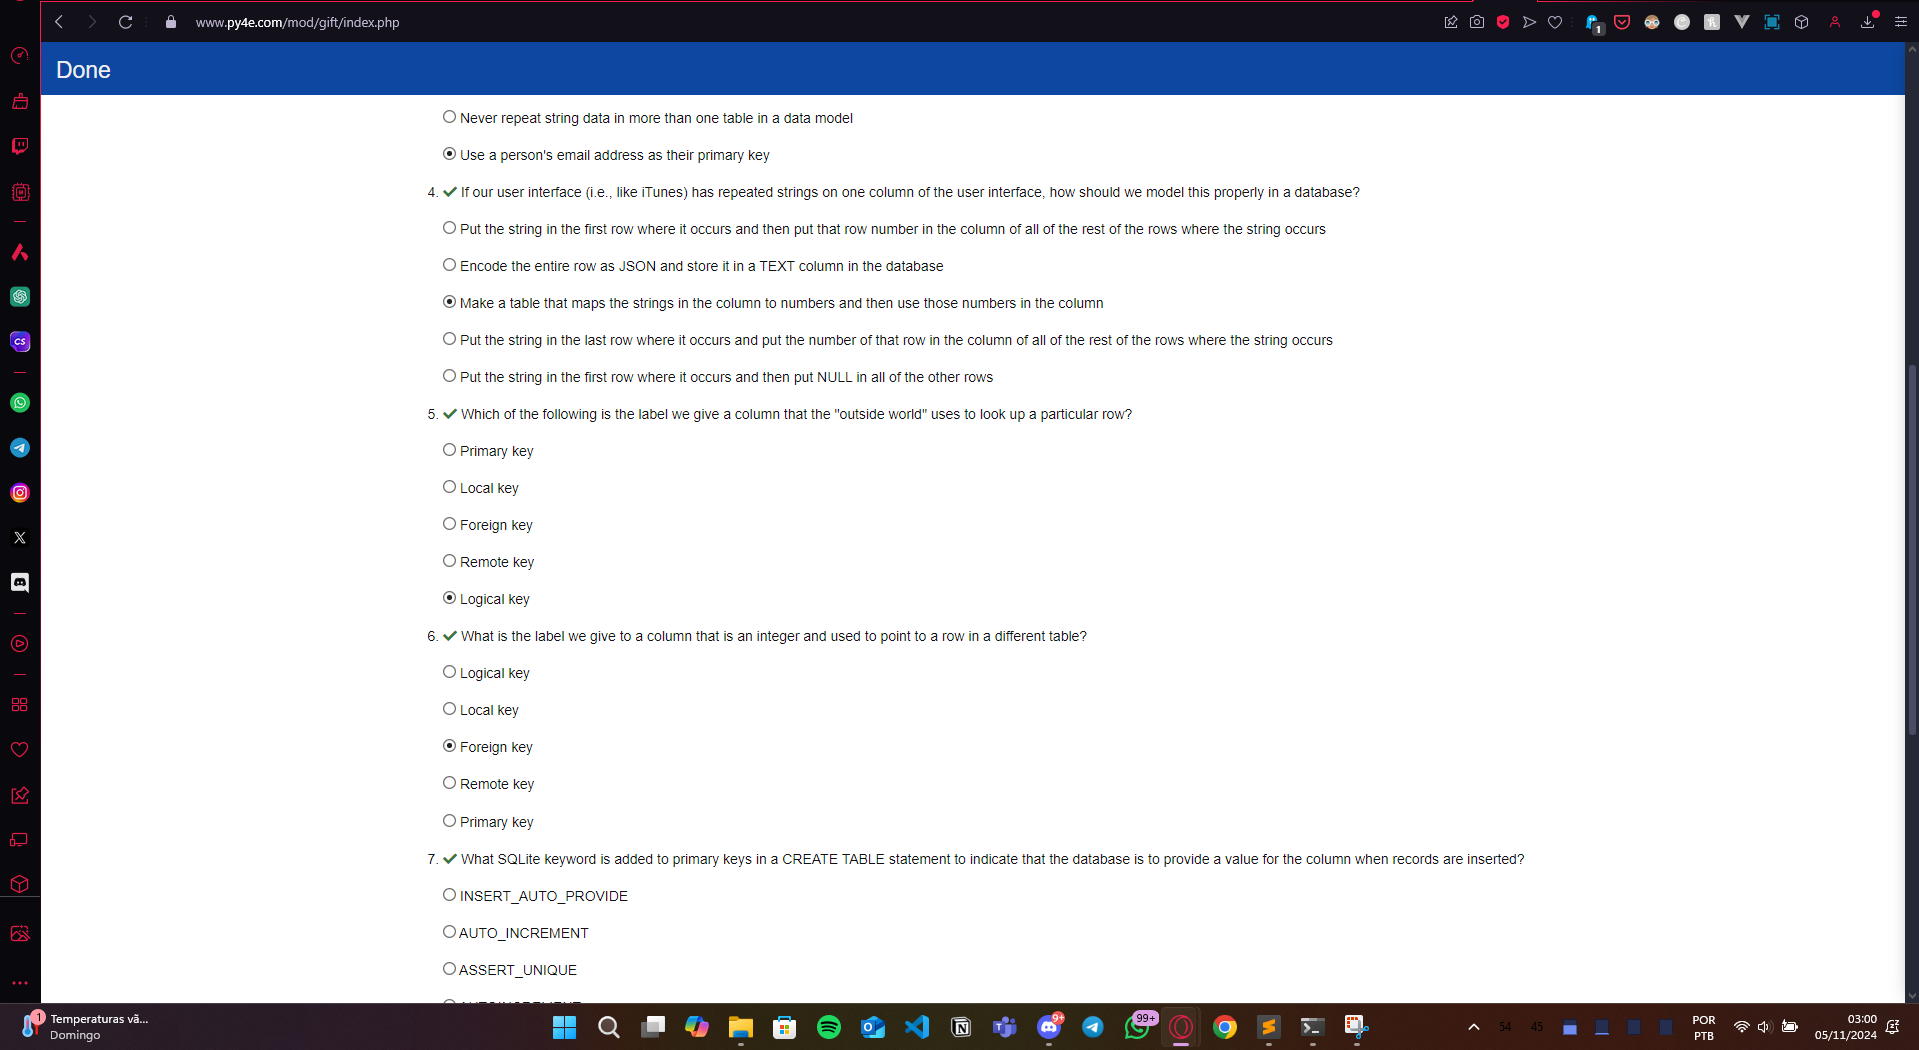 www.py4e.com/mod/gift/index.php
1
Done
Never repeat string data in more than one table in a data model
Use a person's email address as their primary key
4. If our user interface (i.e., like iTunes) has repeated strings on one column of the user interface, how should we model this properly in a database?
Put the string in the first row where it occurs and then put that row number in the column of all of the rest of the rows where the string occurs
Encode the entire row as JSON and store it in a TEXT column in the database
Make a table that maps the strings in the column to numbers and then use those numbers in the column
Put the string in the last row where it occurs and put the number of that row in the column of all of the rest of the rows where the string occurs
Put the string in the first row where it occurs and then put NULL in all of the other rows
5. Which of the following is the label we give a column that the "outside world" uses to look up a particular row?
Primary key
Local key
Foreign key
Remote key
Logical key
6. What is the label we give to a column that is an integer and used to point to a row in a different table?
Logical key
Local key
Foreign key
Remote key
Primary key
7. What SQLite keyword is added to primary keys in a CREATE TABLE statement to indicate that the database is to provide a value for the column when records are inserted?
INSERT_AUTO_PROVIDE
AUTO_INCREMENT
ASSERT_UNIQUE
CS
1
Temperaturas vã...
Domingo
9+
99+
54
45
POR
PTB
03:00
05/11/2024